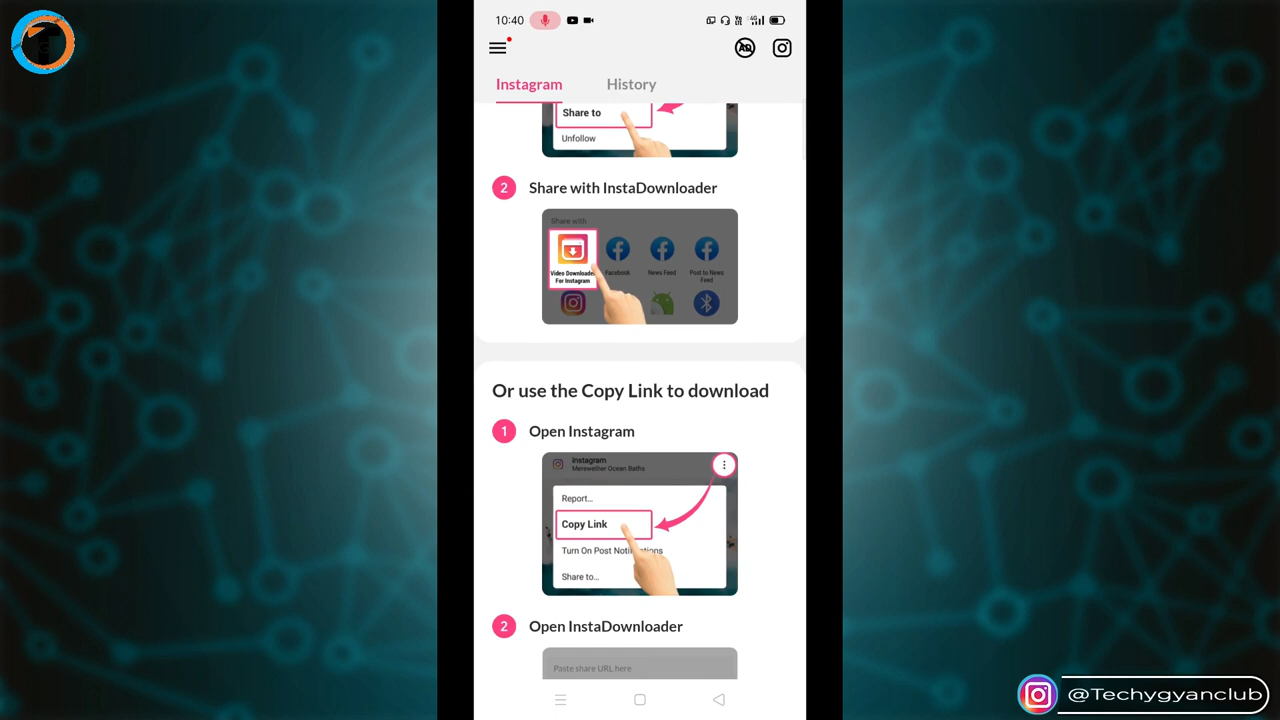 10:40
4G
AD
Instagram
History
Share to
Unfollow
2
Share with InstaDownloader
Share with
Video Downloader
For Instagram
Facebook
News Feed
Post to News
Feed
Or use the Copy Link to download
1
Open Instagram
instagram
Merewether Ocean Baths
Report...
Copy Link
Turn On Post Notifications
Share to...
2
Open InstaDownloader
Paste share URL here
@Techygyanclub